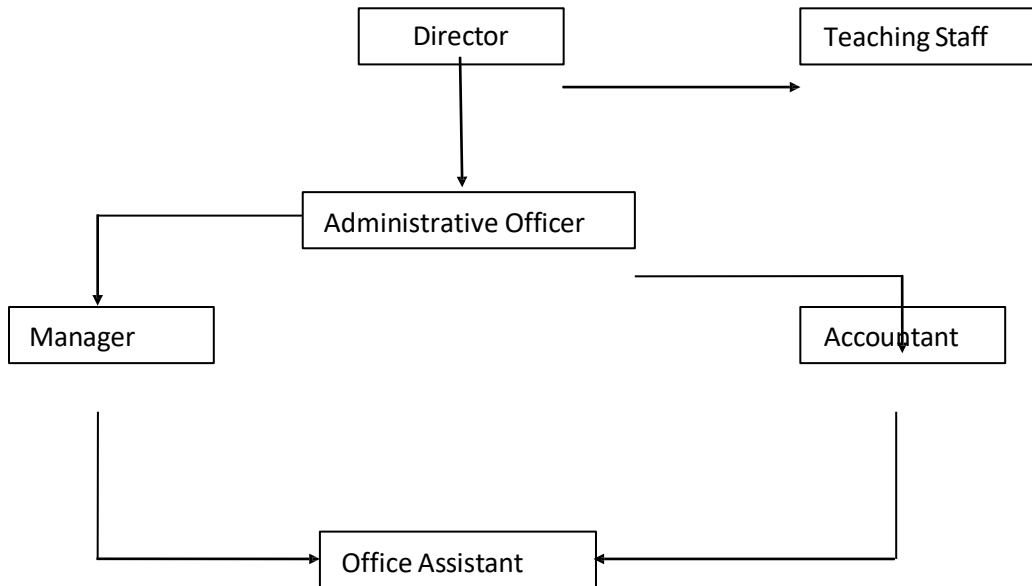 Director
Teaching Staff
Administrative Officer
Manager
Accountant
Office Assistant